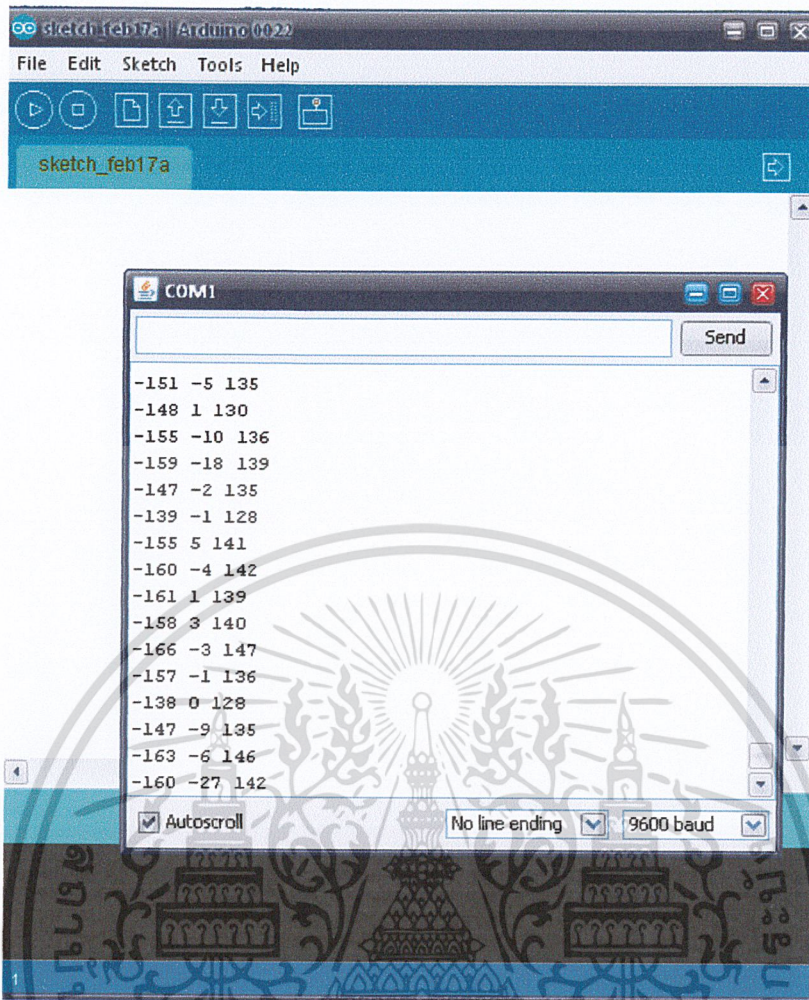 sketch_feb17a | Arduino 0022
File Edit Sketch Tools Help
sketch_feb17a
COM1
Send
-151 -5 135
-148 1 130
-155 -10 136
-159 -18 139
-147 -2 135
-139 -1 128
-155 5 141
-160 -4 142
-161 1 139
-158 3 140
-166 -3 147
-157 -1 136
-138 0 128
-147 -9 135
-163 -6 146
-160 -27 142
Autoscroll
No line ending
9600 baud
1